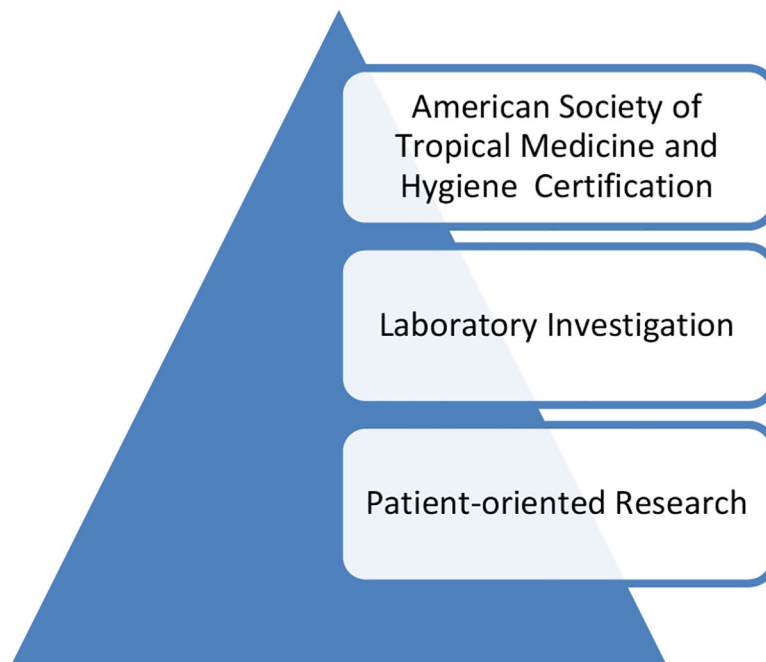 American Society of
Tropical Medicine and
Hygiene  Certification
Laboratory Investigation
Patient-oriented Research